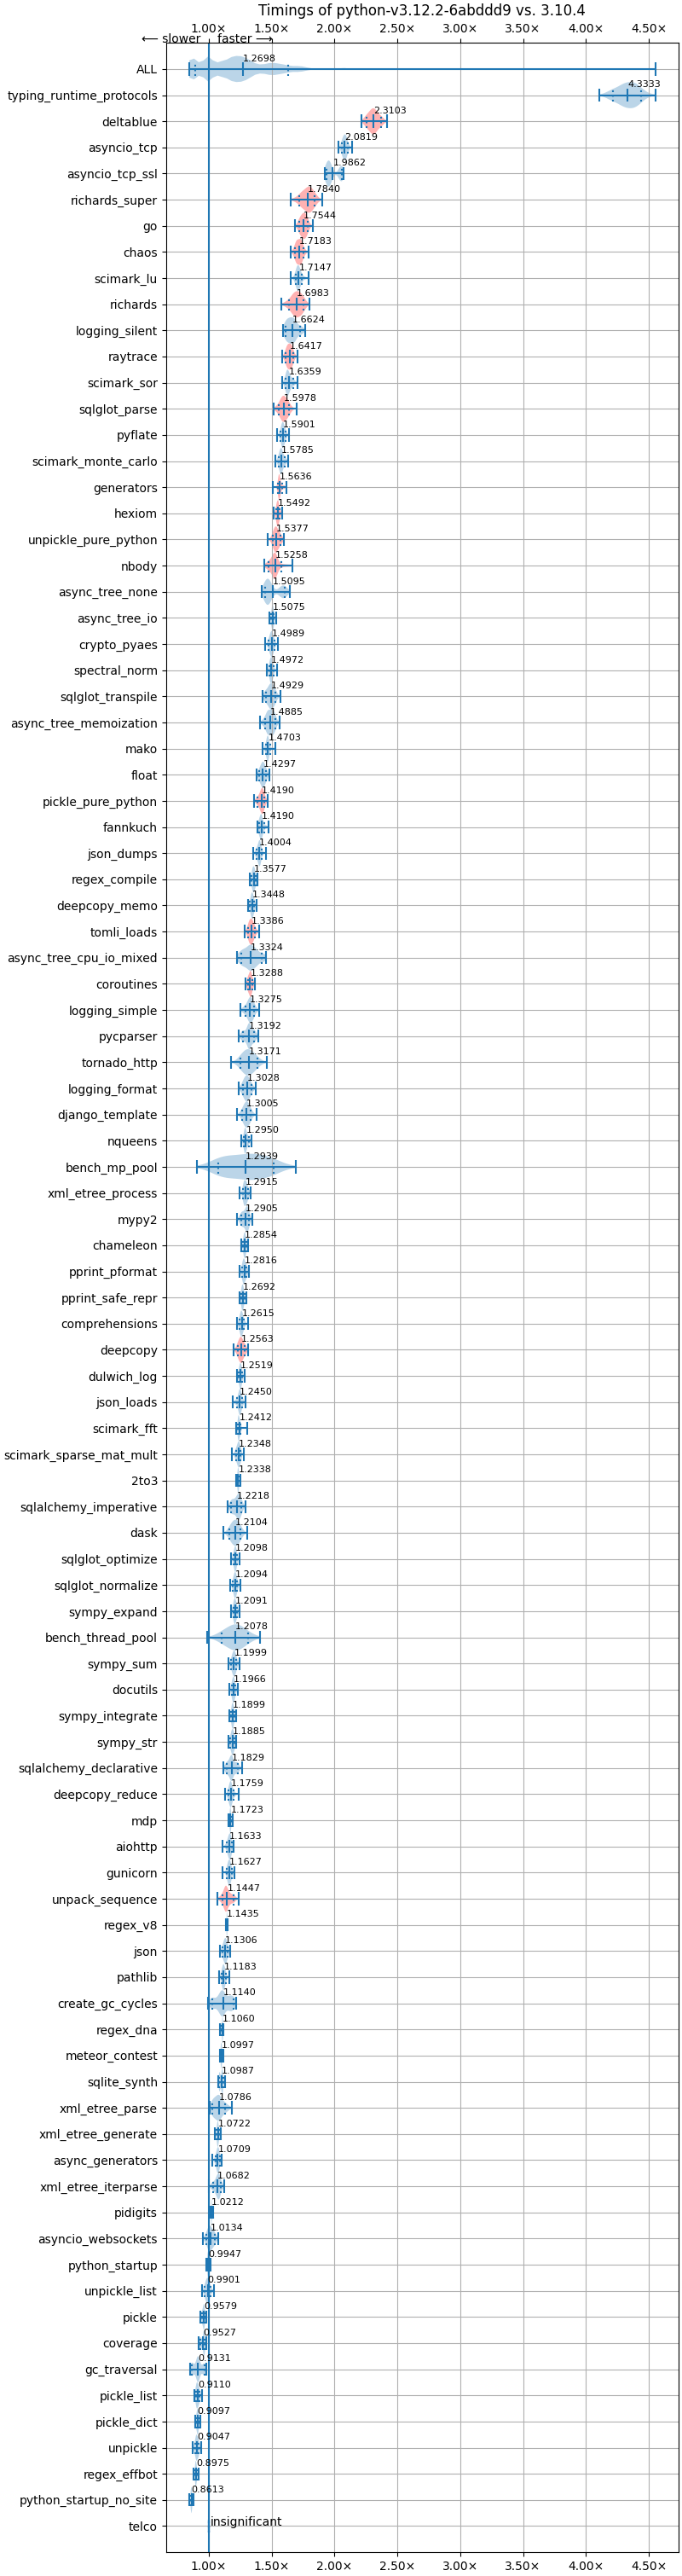 Timings of python-v3.12.2-6abddd9 vs. 3.10.4
1.00× 1.50× 2.00× 2.50× 3.00× 3.50× 4.00× 4.50×
⟵ slower faster ⟶
ALL 1.2698
typing_runtime_protocols 4.3333
deltablue 2.3103
asyncio_tcp 2.0819
asyncio_tcp_ssl 1.9862
richards_super 1.7840
go 1.7544
chaos 1.7183
scimark_lu 1.7147
richards 1.6983
logging_silent 1.6624
raytrace 1.6417
scimark_sor 1.6359
sqlglot_parse 1.5978
pyflate 1.5901
scimark_monte_carlo 1.5785
generators 1.5636
hexiom 1.5492
unpickle_pure_python 1.5377
nbody 1.5258
async_tree_none 1.5095
async_tree_io 1.5075
crypto_pyaes 1.4989
spectral_norm 1.4972
sqlglot_transpile 1.4929
async_tree_memoization 1.4885
mako 1.4703
float 1.4297
pickle_pure_python 1.4190
fannkuch 1.4190
json_dumps 1.4004
regex_compile 1.3577
deepcopy_memo 1.3448
tomli_loads 1.3386
async_tree_cpu_io_mixed 1.3324
coroutines 1.3288
logging_simple 1.3275
pycparser 1.3192
tornado_http 1.3171
logging_format 1.3028
django_template 1.3005
nqueens 1.2950
bench_mp_pool 1.2939
xml_etree_process 1.2915
mypy2 1.2905
chameleon 1.2854
pprint_pformat 1.2816
pprint_safe_repr 1.2692
comprehensions 1.2615
deepcopy 1.2563
dulwich_log 1.2519
json_loads 1.2450
scimark_fft 1.2412
scimark_sparse_mat_mult 1.2348
2to3 1.2338
sqlalchemy_imperative 1.2218
dask 1.2104
sqlglot_optimize 1.2098
sqlglot_normalize 1.2094
sympy_expand 1.2091
bench_thread_pool 1.2078
sympy_sum 1.1999
docutils 1.1966
sympy_integrate 1.1899
sympy_str 1.1885
sqlalchemy_declarative 1.1829
deepcopy_reduce 1.1759
mdp 1.1723
aiohttp 1.1633
gunicorn 1.1627
unpack_sequence 1.1447
regex_v8 1.1435
json 1.1306
pathlib 1.1183
create_gc_cycles 1.1140
regex_dna 1.1060
meteor_contest 1.0997
sqlite_synth 1.0987
xml_etree_parse 1.0786
xml_etree_generate 1.0722
async_generators 1.0709
xml_etree_iterparse 1.0682
pidigits 1.0212
asyncio_websockets 1.0134
python_startup 0.9947
unpickle_list 0.9901
pickle 0.9579
coverage 0.9527
gc_traversal 0.9131
pickle_list 0.9110
pickle_dict 0.9097
unpickle 0.9047
regex_effbot 0.8975
python_startup_no_site 0.8613
telco insignificant
1.00× 1.50× 2.00× 2.50× 3.00× 3.50× 4.00× 4.50×